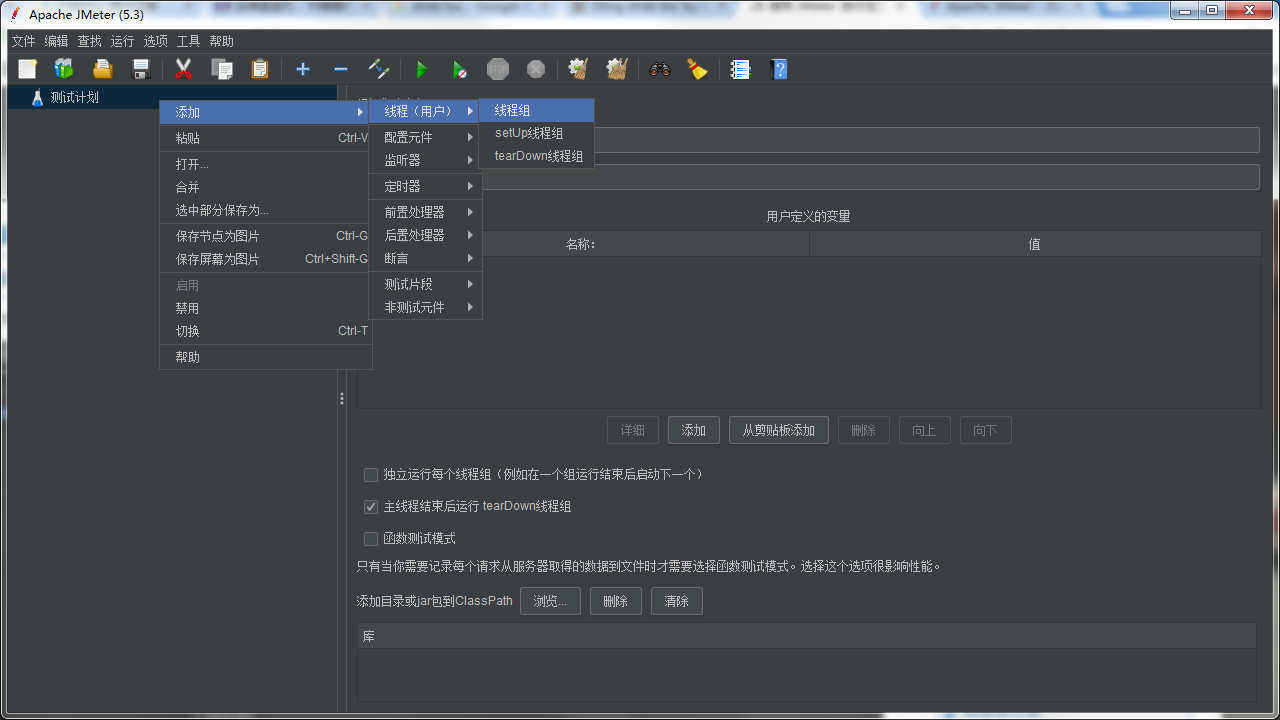 Apache JMeter (5.3)
文件 编辑 查找 运行 选项 工具 帮助
STOP
测试计划
添加
粘贴 Ctrl-V
打开...
合并
选中部分保存为...
保存节点为图片 Ctrl-G
保存屏幕为图片 Ctrl+Shift-G
启用
禁用
切换 Ctrl-T
帮助
线程（用户）
配置元件
监听器
定时器
前置处理器
后置处理器
断言
测试片段
非测试元件
线程组
setUp线程组
tearDown线程组
用户定义的变量
名称: 值
详细 添加 从剪贴板添加 删除 向上 向下
独立运行每个线程组（例如在一个组运行结束后启动下一个）
主线程结束后运行 tearDown线程组
函数测试模式
只有当你需要记录每个请求从服务器取得的数据到文件时才需要选择函数测试模式。选择这个选项很影响性能。
添加目录或jar包到ClassPath 浏览... 删除 清除
库